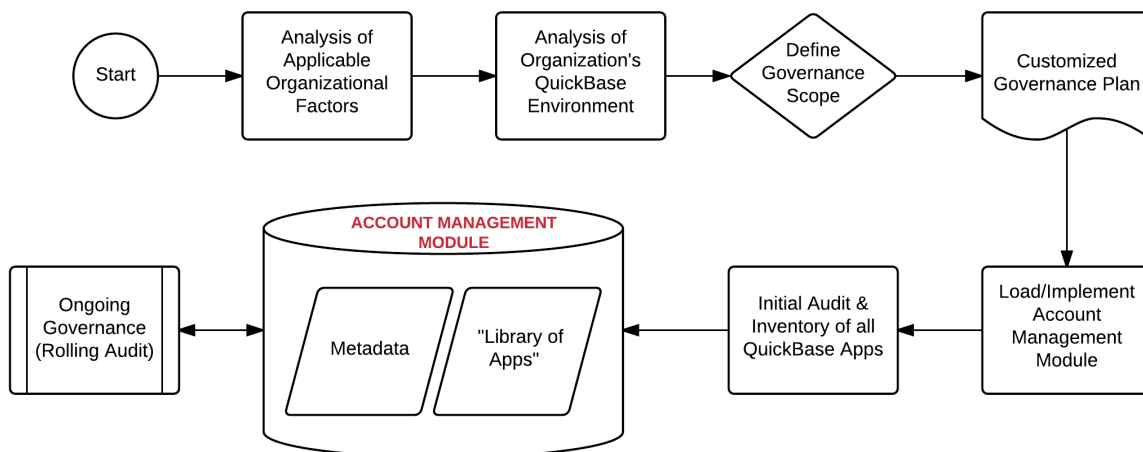 Start
Analysis of
Applicable
Organizational
Factors
Analysis of
Organization's
QuickBase
Environment
Define
Governance
Scope
Customized
Governance Plan
ACCOUNT MANAGEMENT
MODULE
Ongoing
Governance
(Rolling Audit)
Metadata
"Library of
Apps"
Initial Audit &
Inventory of all
QuickBase Apps
Load/Implement
Account
Management
Module